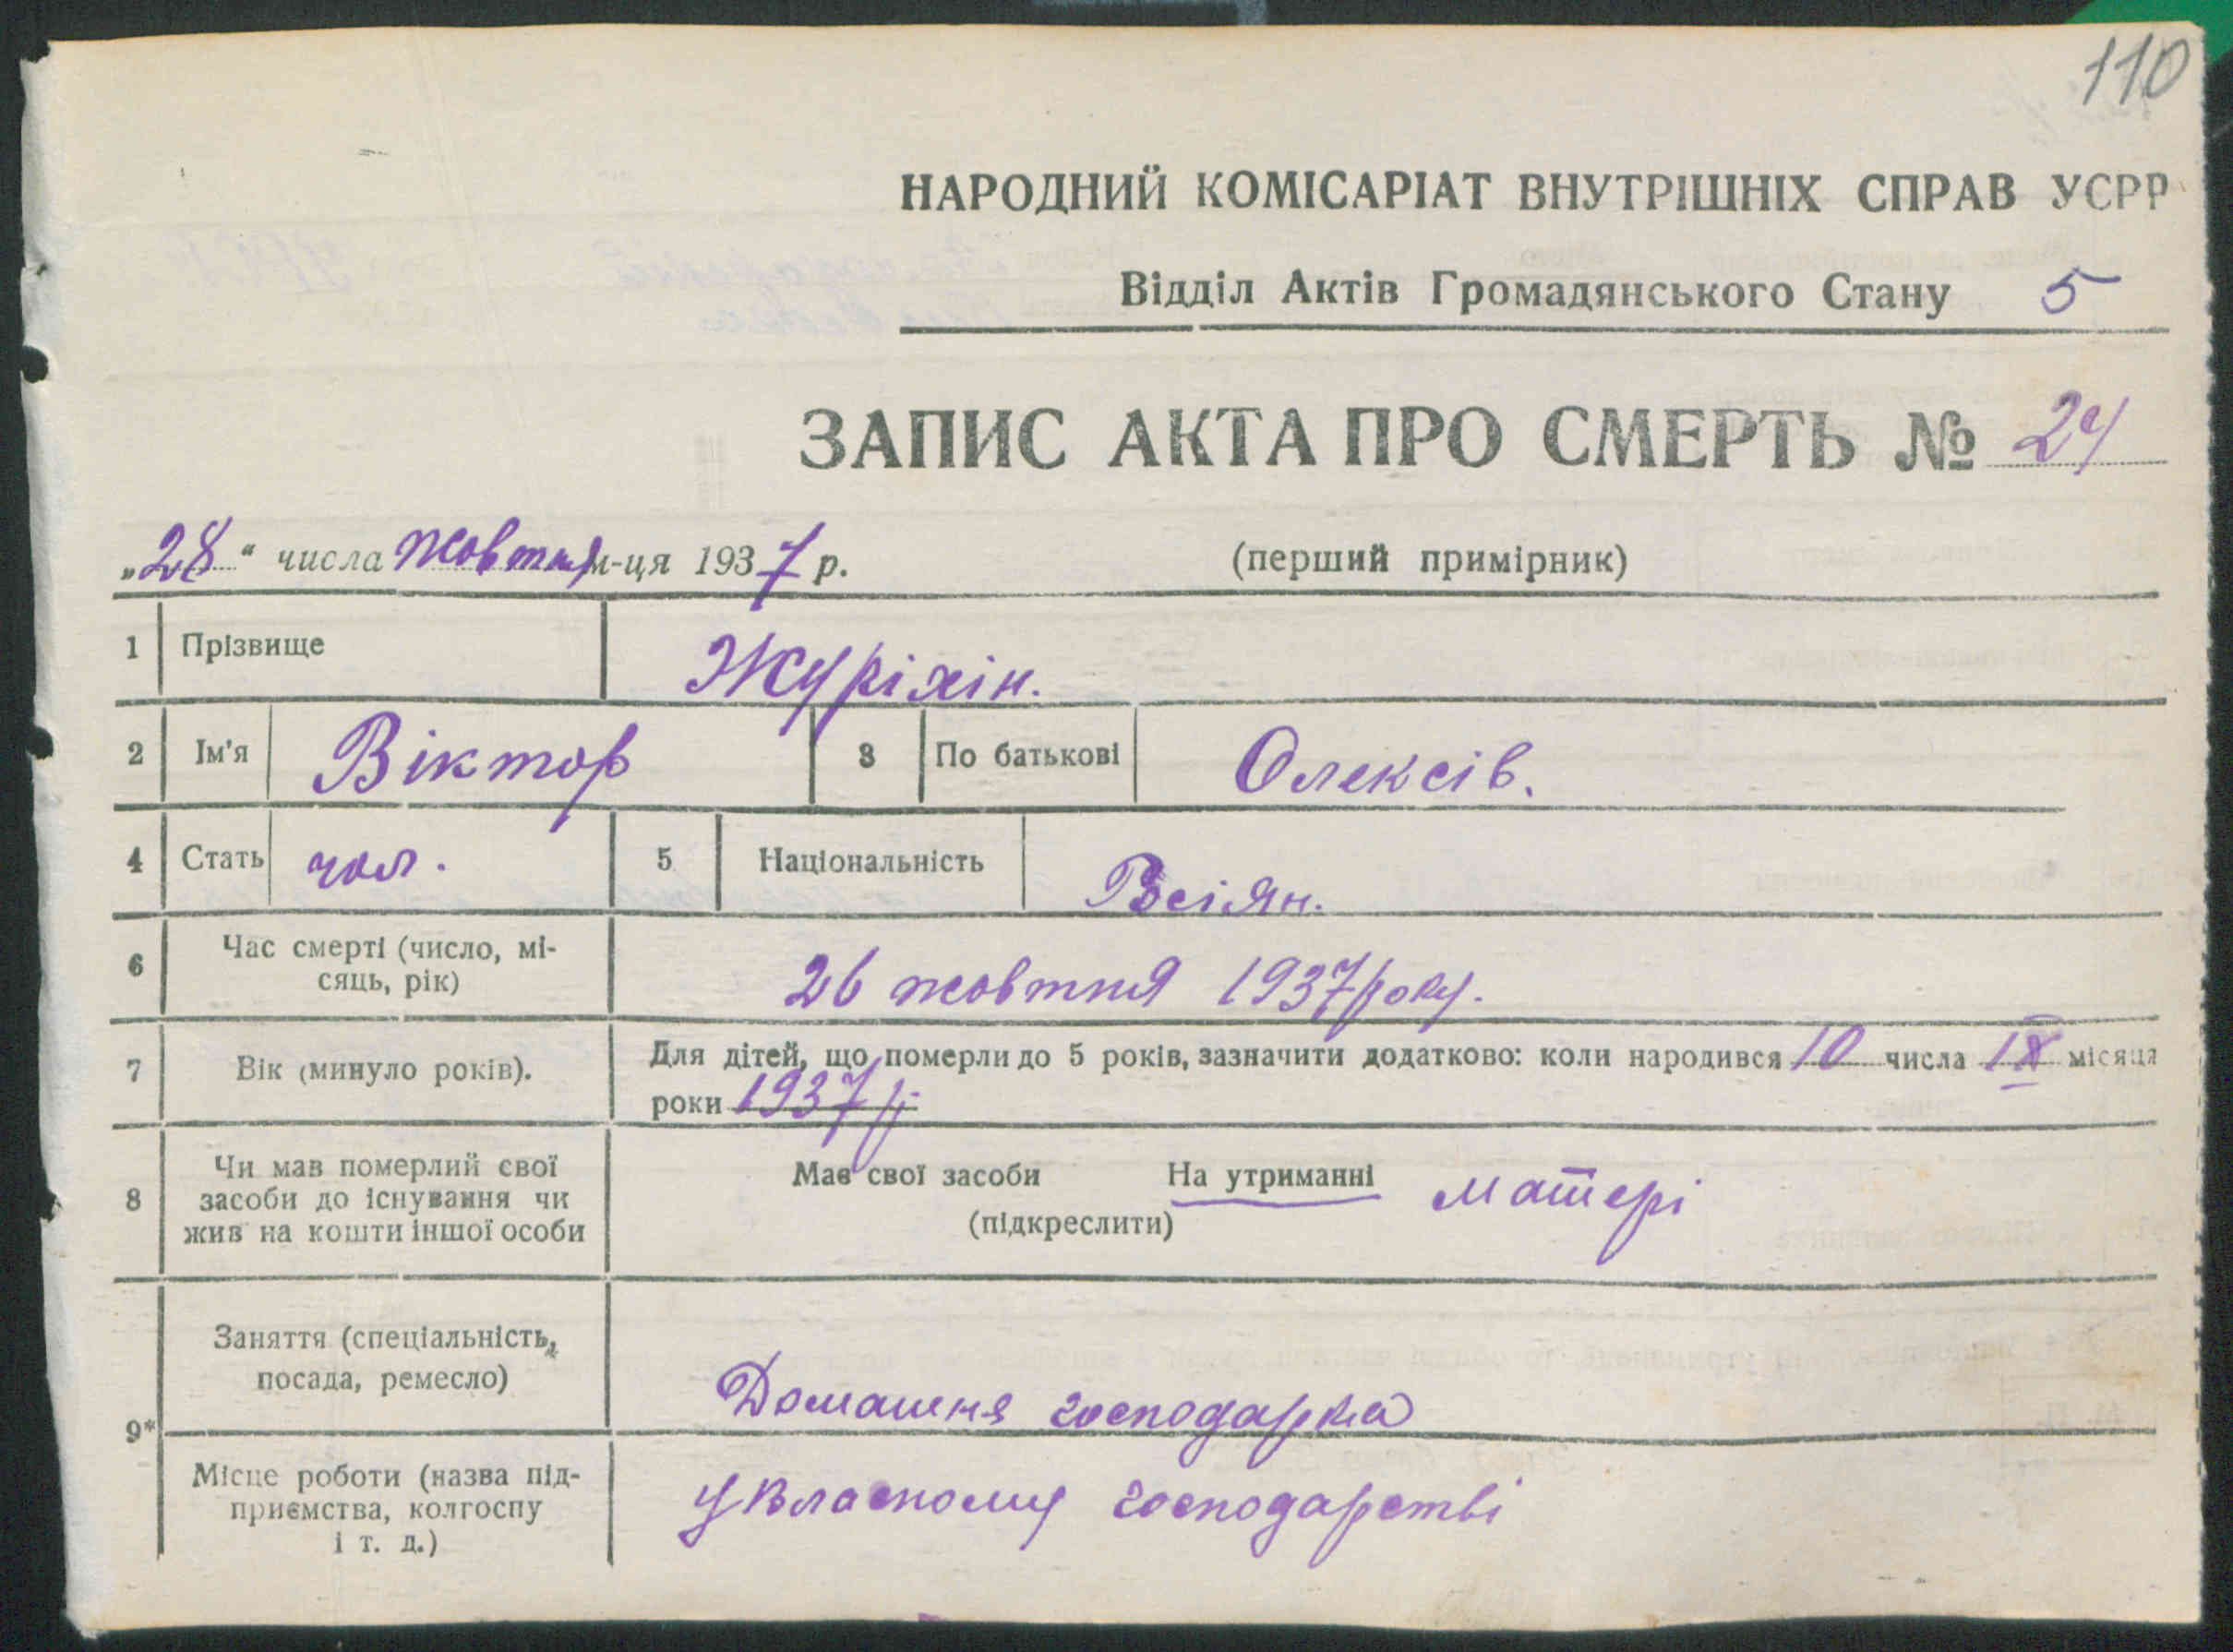 110
НАРОДНИЙ КОМІСАРІАТ ВНУТРІШНІХ СПРАВ УСРР
Відділ Актів Громадянського Стану 5
ЗАПИС АКТА ПРО СМЕРТЬ № 24
„28“ числа жовтня м-ця 1937 р. (перший примірник)
1 Прізвище Журіхін.
2 Ім'я Віктор 3 По батькові Олексів.
4 Стать чол. 5 Національність Росіян.
6 Час смерті (число, мі-
сяць, рік) 26 жовтня 1937 року.
7 Вік (минуло років). Для дітей, що померли до 5 років, зазначити додатково: коли народився 10 числа IX місяця
роки 1937 р.
8 Чи мав померлий свої
засоби до існування чи
жив на кошти іншої особи
Мав свої засоби На утриманні матері
(підкреслити)
9* Заняття (спеціальність,
посада, ремесло) Домашня господарка
Місце роботи (назва під-
приємства, колгоспу
і т. д.) у власному господарстві